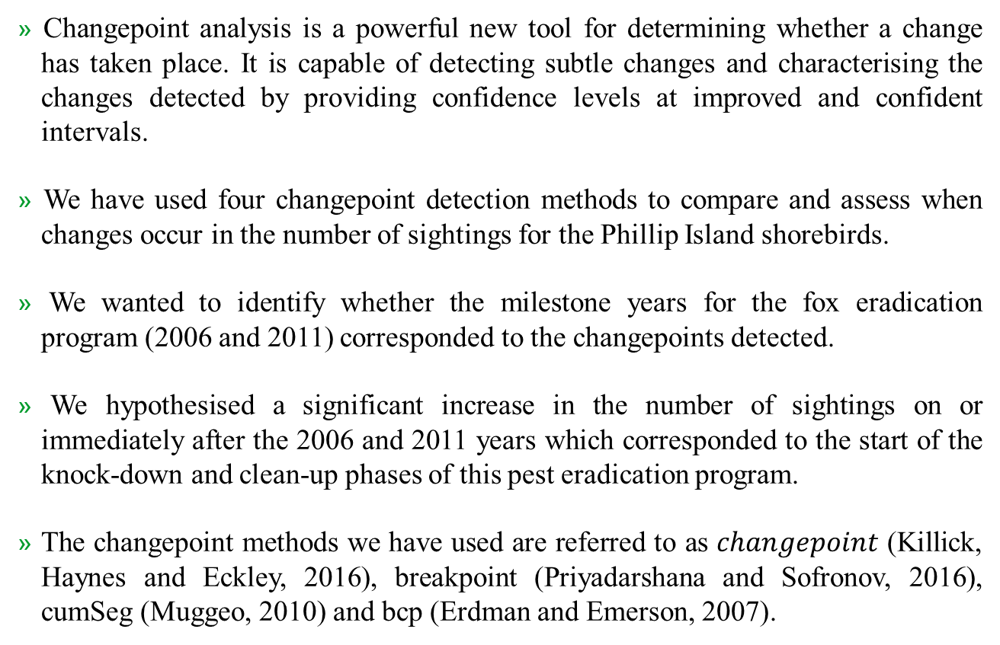 » Changepoint analysis is a powerful new tool for determining whether a change
has taken place. It is capable of detecting subtle changes and characterising the
changes detected by providing confidence levels at improved and confident
intervals.
» We have used four changepoint detection methods to compare and assess when
changes occur in the number of sightings for the Phillip Island shorebirds.
» We wanted to identify whether the milestone years for the fox eradication
program (2006 and 2011) corresponded to the changepoints detected.
» We hypothesised a significant increase in the number of sightings on or
immediately after the 2006 and 2011 years which corresponded to the start of the
knock-down and clean-up phases of this pest eradication program.
» The changepoint methods we have used are referred to as changepoint (Killick,
Haynes and Eckley, 2016), breakpoint (Priyadarshana and Sofronov, 2016),
cumSeg (Muggeo, 2010) and bcp (Erdman and Emerson, 2007).